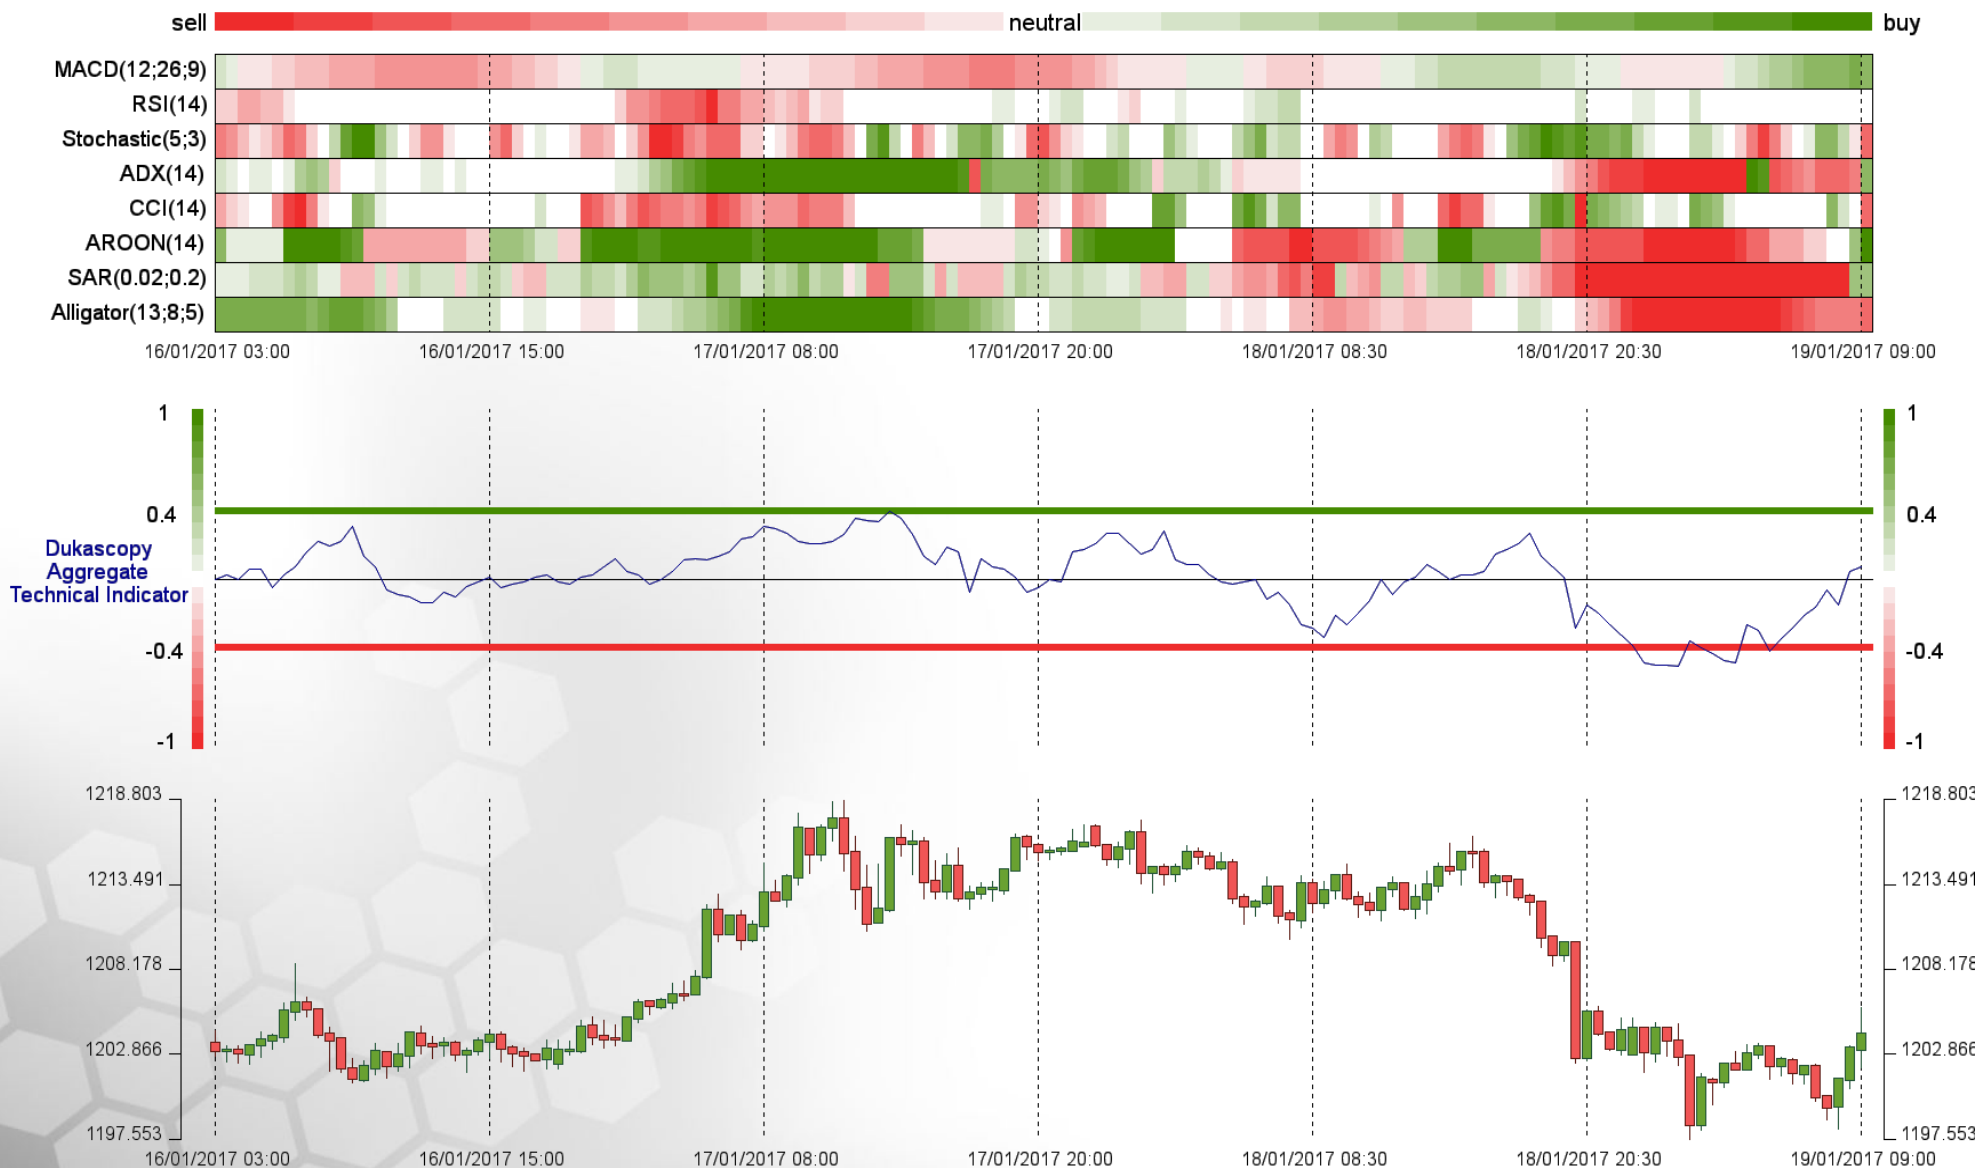 sell neutral buy
MACD(12;26;9)
RSI(14)
Stochastic(5;3)
ADX(14)
CCI(14)
AROON(14)
SAR(0.02;0.2)
Alligator(13;8;5)
16/01/2017 03:00 16/01/2017 15:00 17/01/2017 08:00 17/01/2017 20:00 18/01/2017 08:30 18/01/2017 20:30 19/01/2017 09:00
1 1
0.4 0.4
Dukascopy
Aggregate
Technical Indicator
-0.4 -0.4
-1 -1
1218.803 1218.803
1213.491 1213.491
1208.178 1208.178
1202.866 1202.866
1197.553 1197.553
16/01/2017 03:00 16/01/2017 15:00 17/01/2017 08:00 17/01/2017 20:00 18/01/2017 08:30 18/01/2017 20:30 19/01/2017 09:00